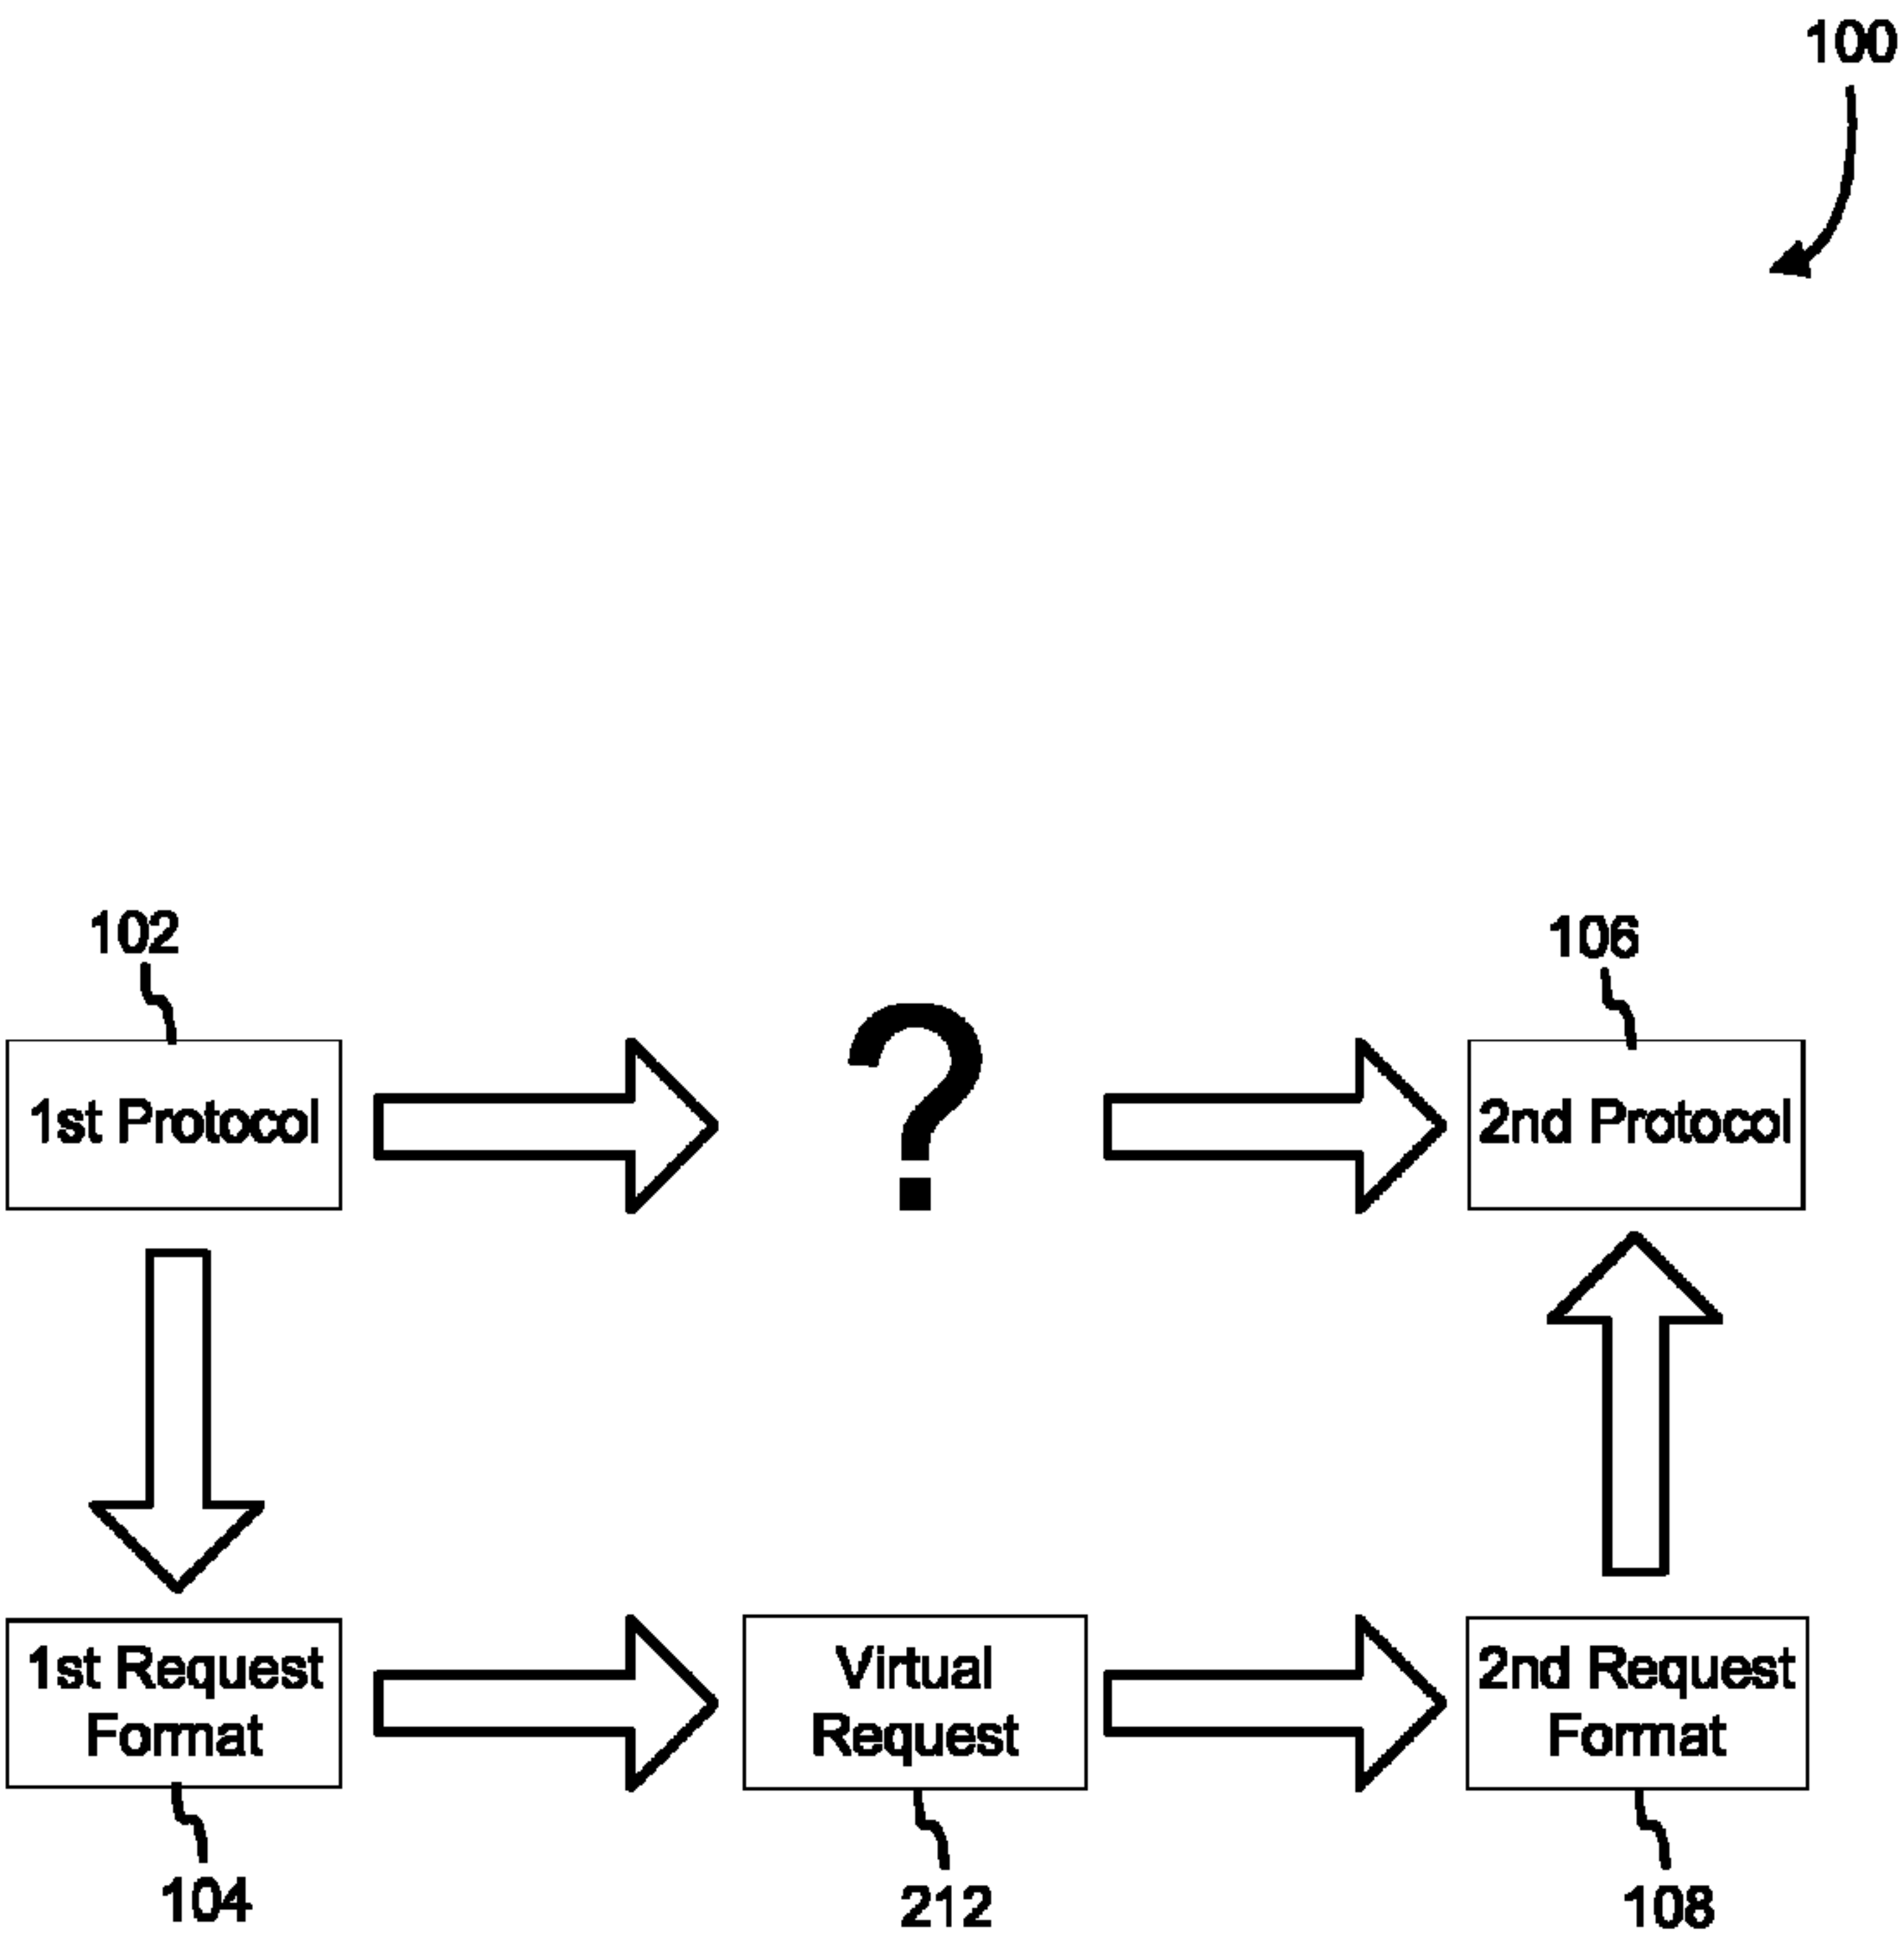 100
102
106
1st Protocol
?
2nd Protocol
1st Request
Format
Virtual
Request
2nd Request
Format
104
212
108